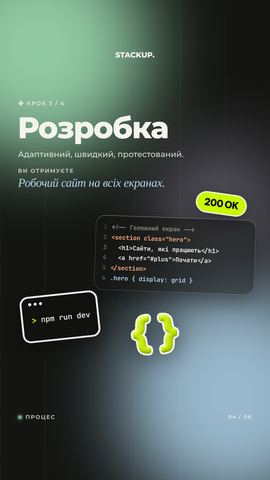 STACKUP.
КРОК 3 / 4
Розробка
Адаптивний, швидкий, протестований.
ВИ ОТРИМУЄТЕ
Робочий сайт на всіх екранах.
200 OK
1 <!-- Головний екран -->
2 <section class="hero">
3 <h1>Сайти, які працюють</h1>
4 <a href="#plus">Почати</a>
5 </section>
6 .hero { display: grid }
> npm run dev
{}
ПРОЦЕС
04 / 06